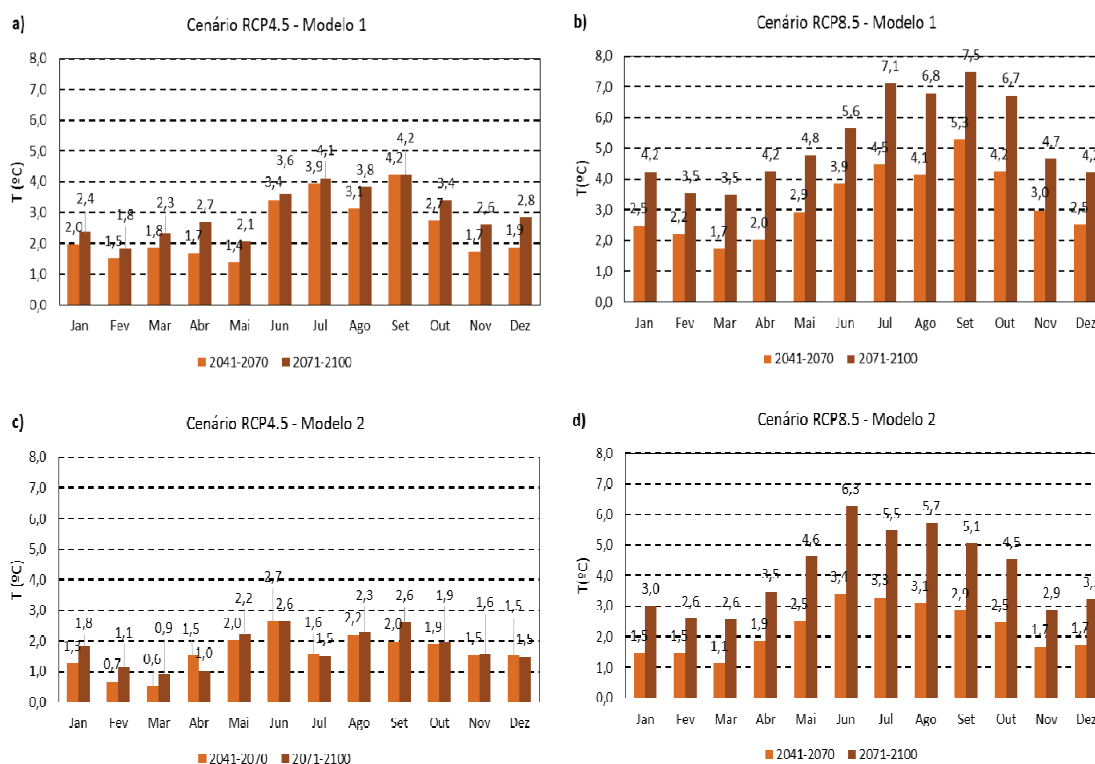 a)
Cenário RCP4.5 - Modelo 1
T (ºC)
8,0
7,0
6,0
5,0
4,0
3,0
2,0
1,0
0,0
2,0 1,5 1,8 1,7 1,4 3,4 3,9 3,1 4,2 2,7 1,7 1,9
2,4 1,8 2,3 2,7 2,1 3,6 4,1 3,8 4,2 3,4 2,6 2,8
Jan Fev Mar Abr Mai Jun Jul Ago Set Out Nov Dez
2041-2070 2071-2100
b)
Cenário RCP8.5 - Modelo 1
T(ºC)
8,0
7,0
6,0
5,0
4,0
3,0
2,0
1,0
0,0
2,5 2,2 1,7 2,0 2,9 3,9 4,5 4,1 5,3 4,2 3,0 2,5
4,2 3,5 3,5 4,2 4,8 5,6 7,1 6,8 7,5 6,7 4,7 4,2
Jan Fev Mar Abr Mai Jun Jul Ago Set Out Nov Dez
2041-2070 2071-2100
c)
Cenário RCP4.5 - Modelo 2
T (ºC)
8,0
7,0
6,0
5,0
4,0
3,0
2,0
1,0
0,0
1,3 0,7 0,6 1,5 2,0 2,7 1,6 2,2 2,0 1,9 1,5 1,5
1,8 1,1 0,9 1,0 2,2 2,6 1,5 2,3 2,6 1,9 1,6 1,5
Jan Fev Mar Abr Mai Jun Jul Ago Set Out Nov Dez
2041-2070 2071-2100
d)
Cenário RCP8.5 - Modelo 2
T(ºC)
8,0
7,0
6,0
5,0
4,0
3,0
2,0
1,0
0,0
1,5 1,5 1,1 1,9 2,5 3,4 3,3 3,1 2,9 2,5 1,7 1,7
3,0 2,6 2,6 3,5 4,6 6,3 5,5 5,7 5,1 4,5 2,9
Jan Fev Mar Abr Mai Jun Jul Ago Set Out Nov Dez
2041-2070 2071-2100